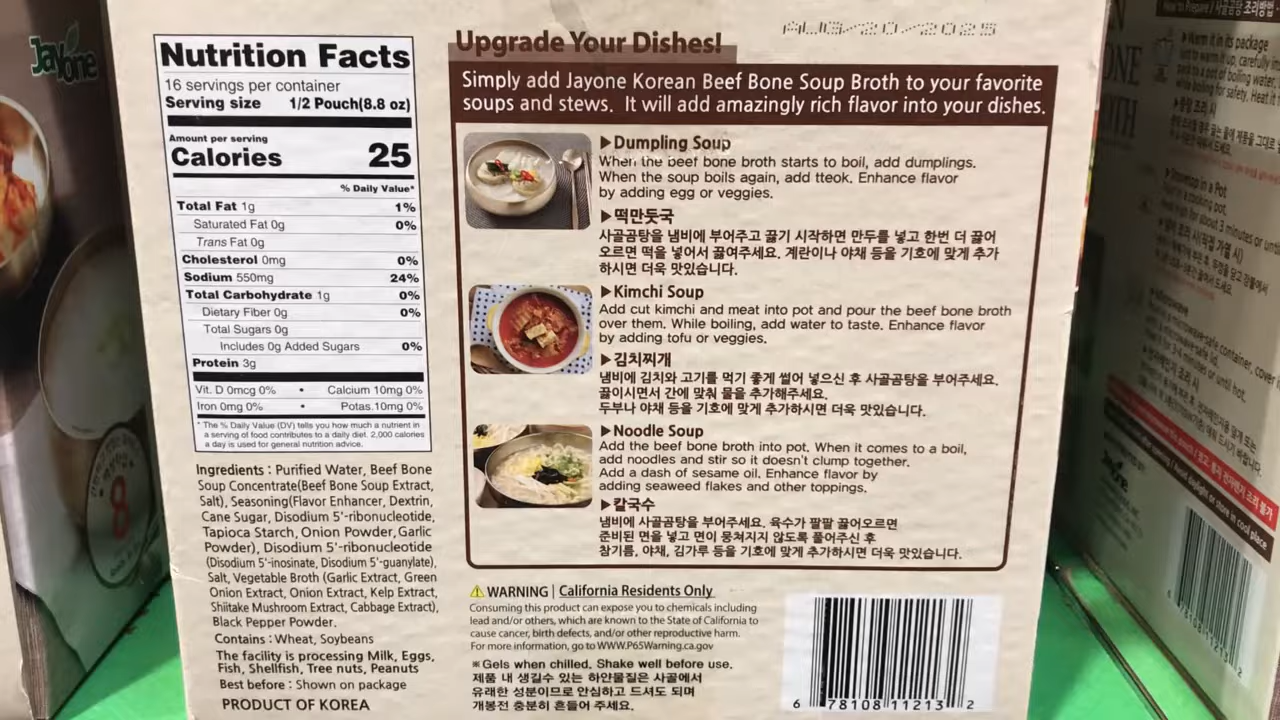 Jayone
AUG/20/2025
Nutrition Facts
16 servings per container
Serving size 1/2 Pouch(8.8 oz)
Amount per serving
Calories 25
% Daily Value*
Total Fat 1g 1%
Saturated Fat 0g 0%
Trans Fat 0g
Cholesterol 0mg 0%
Sodium 550mg 24%
Total Carbohydrate 1g 0%
Dietary Fiber 0g 0%
Total Sugars 0g
Includes 0g Added Sugars 0%
Protein 3g
Vit. D 0mcg 0% • Calcium 10mg 0%
Iron 0mg 0% • Potas.10mg 0%
* The % Daily Value (DV) tells you how much a nutrient in
a serving of food contributes to a daily diet. 2,000 calories
a day is used for general nutrition advice.
Ingredients : Purified Water, Beef Bone
Soup Concentrate(Beef Bone Soup Extract,
Salt), Seasoning(Flavor Enhancer, Dextrin,
Cane Sugar, Disodium 5'-ribonucleotide,
Tapioca Starch, Onion Powder, Garlic
Powder), Disodium 5'-ribonucleotide
(Disodium 5'-inosinate, Disodium 5'-guanylate),
Salt, Vegetable Broth (Garlic Extract, Green
Onion Extract, Onion Extract, Kelp Extract,
Shiitake Mushroom Extract, Cabbage Extract),
Black Pepper Powder.
Contains : Wheat, Soybeans
The facility is processing Milk, Eggs,
Fish, Shellfish, Tree nuts, Peanuts
Best before : Shown on package
PRODUCT OF KOREA
Upgrade Your Dishes!
Simply add Jayone Korean Beef Bone Soup Broth to your favorite
soups and stews. It will add amazingly rich flavor into your dishes.
▶Dumpling Soup
When the beef bone broth starts to boil, add dumplings.
When the soup boils again, add tteok. Enhance flavor
by adding egg or veggies.
▶떡만둣국
사골곰탕을 냄비에 부어주고 끓기 시작하면 만두를 넣고 한번 더 끓어
오르면 떡을 넣어서 끓여주세요. 계란이나 야채 등을 기호에 맞게 추가
하시면 더욱 맛있습니다.
▶Kimchi Soup
Add cut kimchi and meat into pot and pour the beef bone broth
over them. While boiling, add water to taste. Enhance flavor
by adding tofu or veggies.
▶김치찌개
냄비에 김치와 고기를 먹기 좋게 썰어 넣으신 후 사골곰탕을 부어주세요.
끓이시면서 간에 맞춰 물을 추가해주세요.
두부나 야채 등을 기호에 맞게 추가하시면 더욱 맛있습니다.
▶Noodle Soup
Add the beef bone broth into pot. When it comes to a boil,
add noodles and stir so it doesn't clump together.
Add a dash of sesame oil. Enhance flavor by
adding seaweed flakes and other toppings.
▶칼국수
냄비에 사골곰탕을 부어주세요. 육수가 팔팔 끓어오르면
준비된 면을 넣고 면이 뭉쳐지지 않도록 풀어주신 후
참기름, 야채, 김가루 등을 기호에 맞게 추가하시면 더욱 맛있습니다.
⚠WARNING | California Residents Only
Consuming this product can expose you to chemicals including
lead and/or others, which are known to the State of California to
cause cancer, birth defects, and/or other reproductive harm.
For more information, go to WWW.P65Warning.ca.gov
※Gels when chilled. Shake well before use.
제품 내 생길수 있는 하얀물질은 사골에서
유래한 성분이므로 안심하고 드셔도 되며
개봉전 충분히 흔들어 주세요.
6 78108 11213 2
8